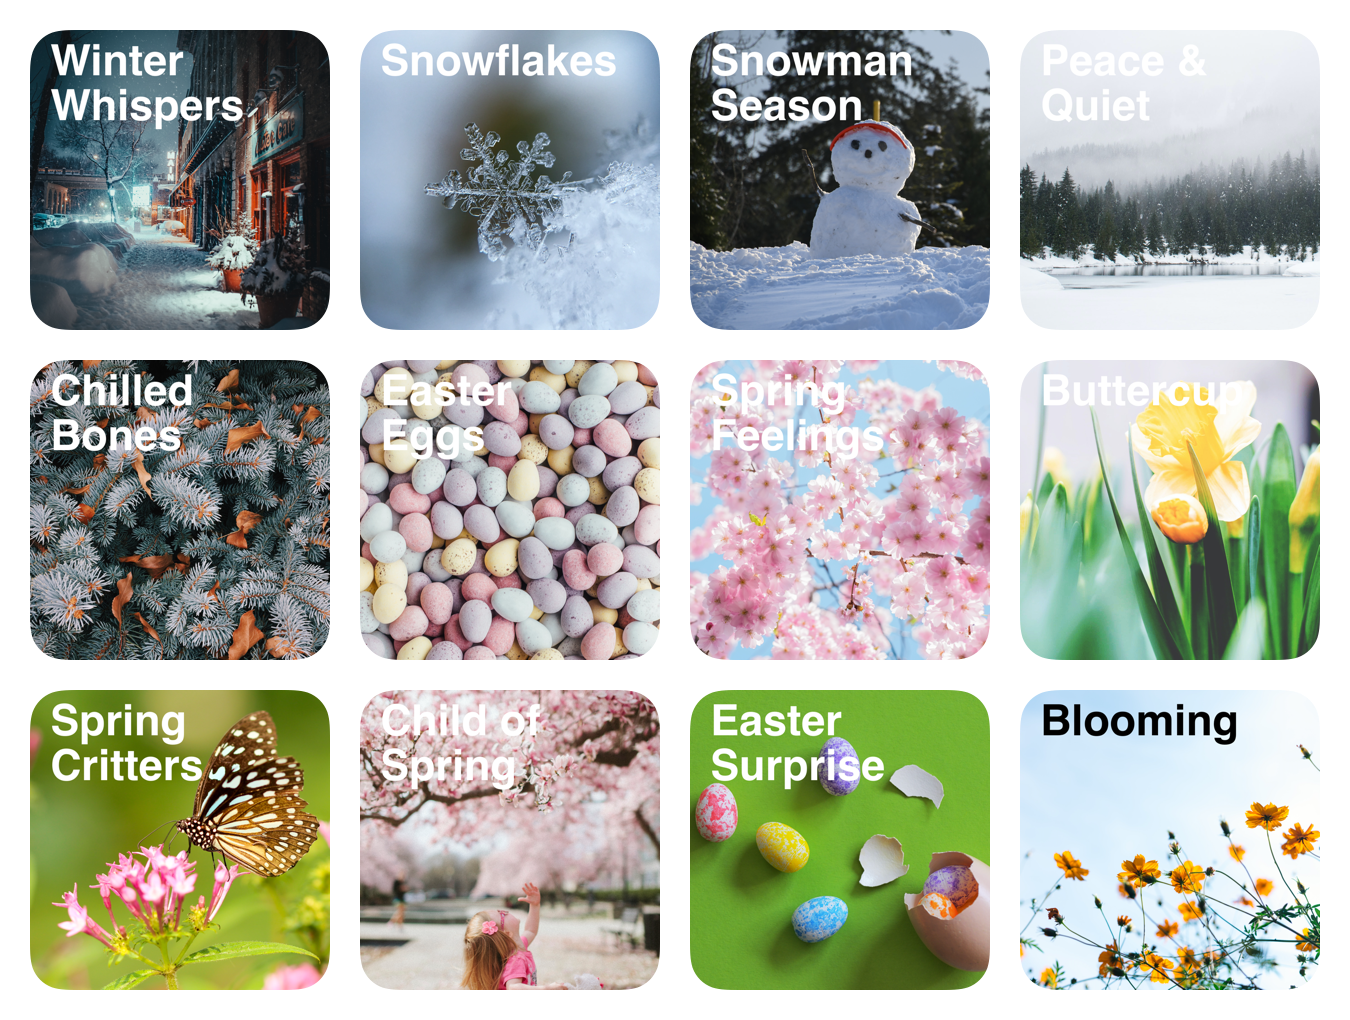 Winter
Whispers
Snowflakes
Snowman
Season
Peace &
Quiet
Chilled
Bones
Easter
Eggs
Spring
Feelings
Buttercup
Spring
Critters
Child of
Spring
Easter
Surprise
Blooming